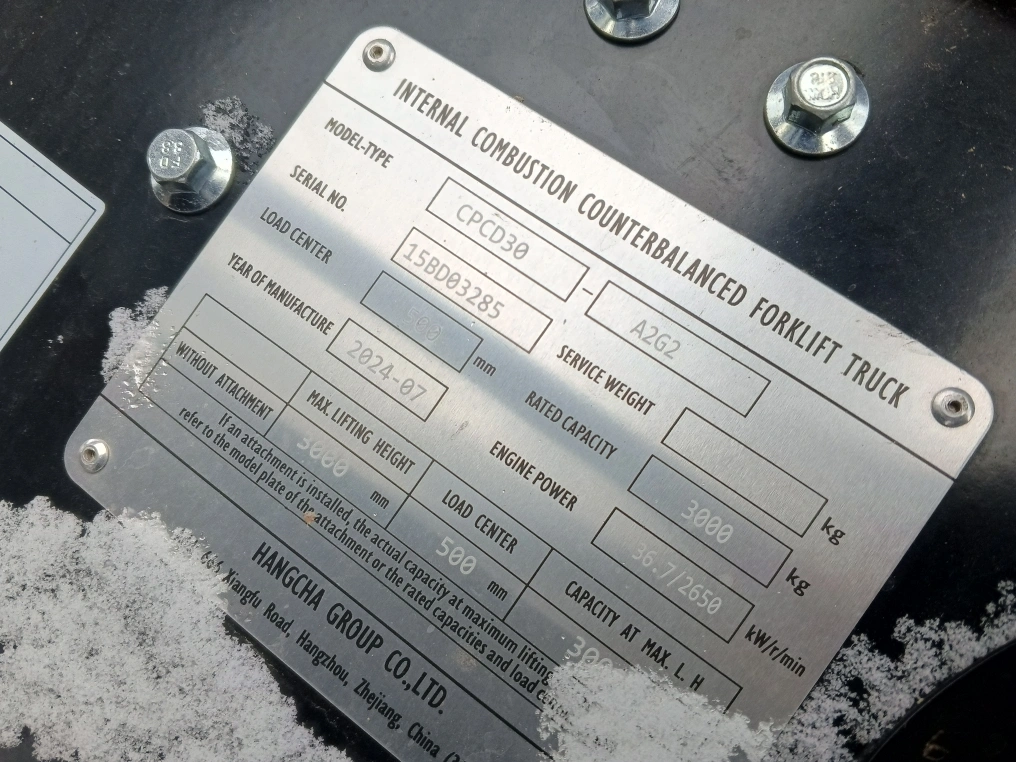 INTERNAL COMBUSTION COUNTERBALANCED FORKLIFT TRUCK
MODEL-TYPE CPCD30 - A2G2
SERIAL NO. 15BD03285 SERVICE WEIGHT kg
LOAD CENTER 500 mm RATED CAPACITY 3000 kg
YEAR OF MANUFACTURE 2024-07 ENGINE POWER 36.7/2650 kW/r/min
MAX. LIFTING HEIGHT LOAD CENTER CAPACITY AT MAX. L. H
WITHOUT ATTACHMENT 3000 mm 500 mm
If an attachment is installed, the actual capacity at maximum lifting
refer to the model plate of the attachment or the rated capacities and load
HANGCHA GROUP CO.,LTD.
Xiangfu Road, Hangzhou, Zhejiang, China